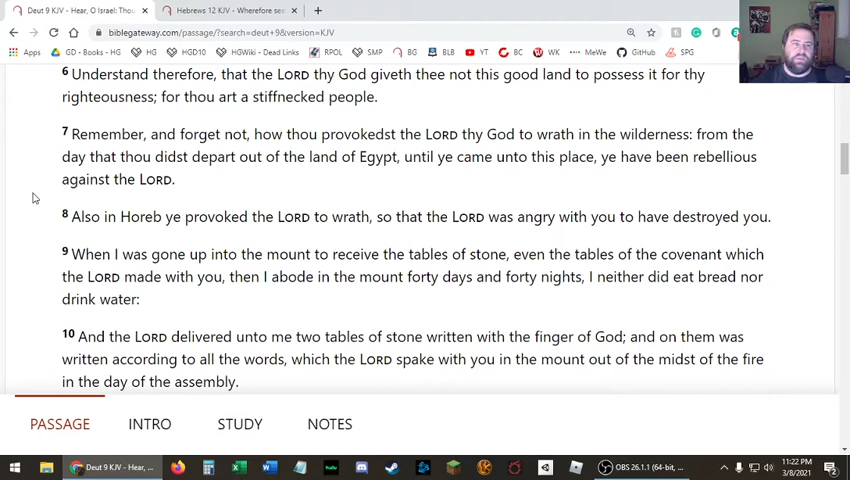 Deut 9 KJV - Hear, O Israel: Thou
Hebrews 12 KJV - Wherefore see
biblegateway.com/passage/?search=deut+9&version=KJV
Apps GD - Books - HG HG HGD10 HGWiki - Dead Links RPOL SMP BG BLB YT BC WK MeWe GitHub SPG
6 Understand therefore, that the LORD thy God giveth thee not this good land to possess it for thy
righteousness; for thou art a stiffnecked people.
7 Remember, and forget not, how thou provokedst the LORD thy God to wrath in the wilderness: from the
day that thou didst depart out of the land of Egypt, until ye came unto this place, ye have been rebellious
against the LORD.
8 Also in Horeb ye provoked the LORD to wrath, so that the LORD was angry with you to have destroyed you.
9 When I was gone up into the mount to receive the tables of stone, even the tables of the covenant which
the LORD made with you, then I abode in the mount forty days and forty nights, I neither did eat bread nor
drink water:
10 And the LORD delivered unto me two tables of stone written with the finger of God; and on them was
written according to all the words, which the LORD spake with you in the mount out of the midst of the fire
in the day of the assembly.
PASSAGE INTRO STUDY NOTES
Deut 9 KJV - Hear, ... OBS 26.1.1 (64-bit, ... 11:22 PM
3/8/2021